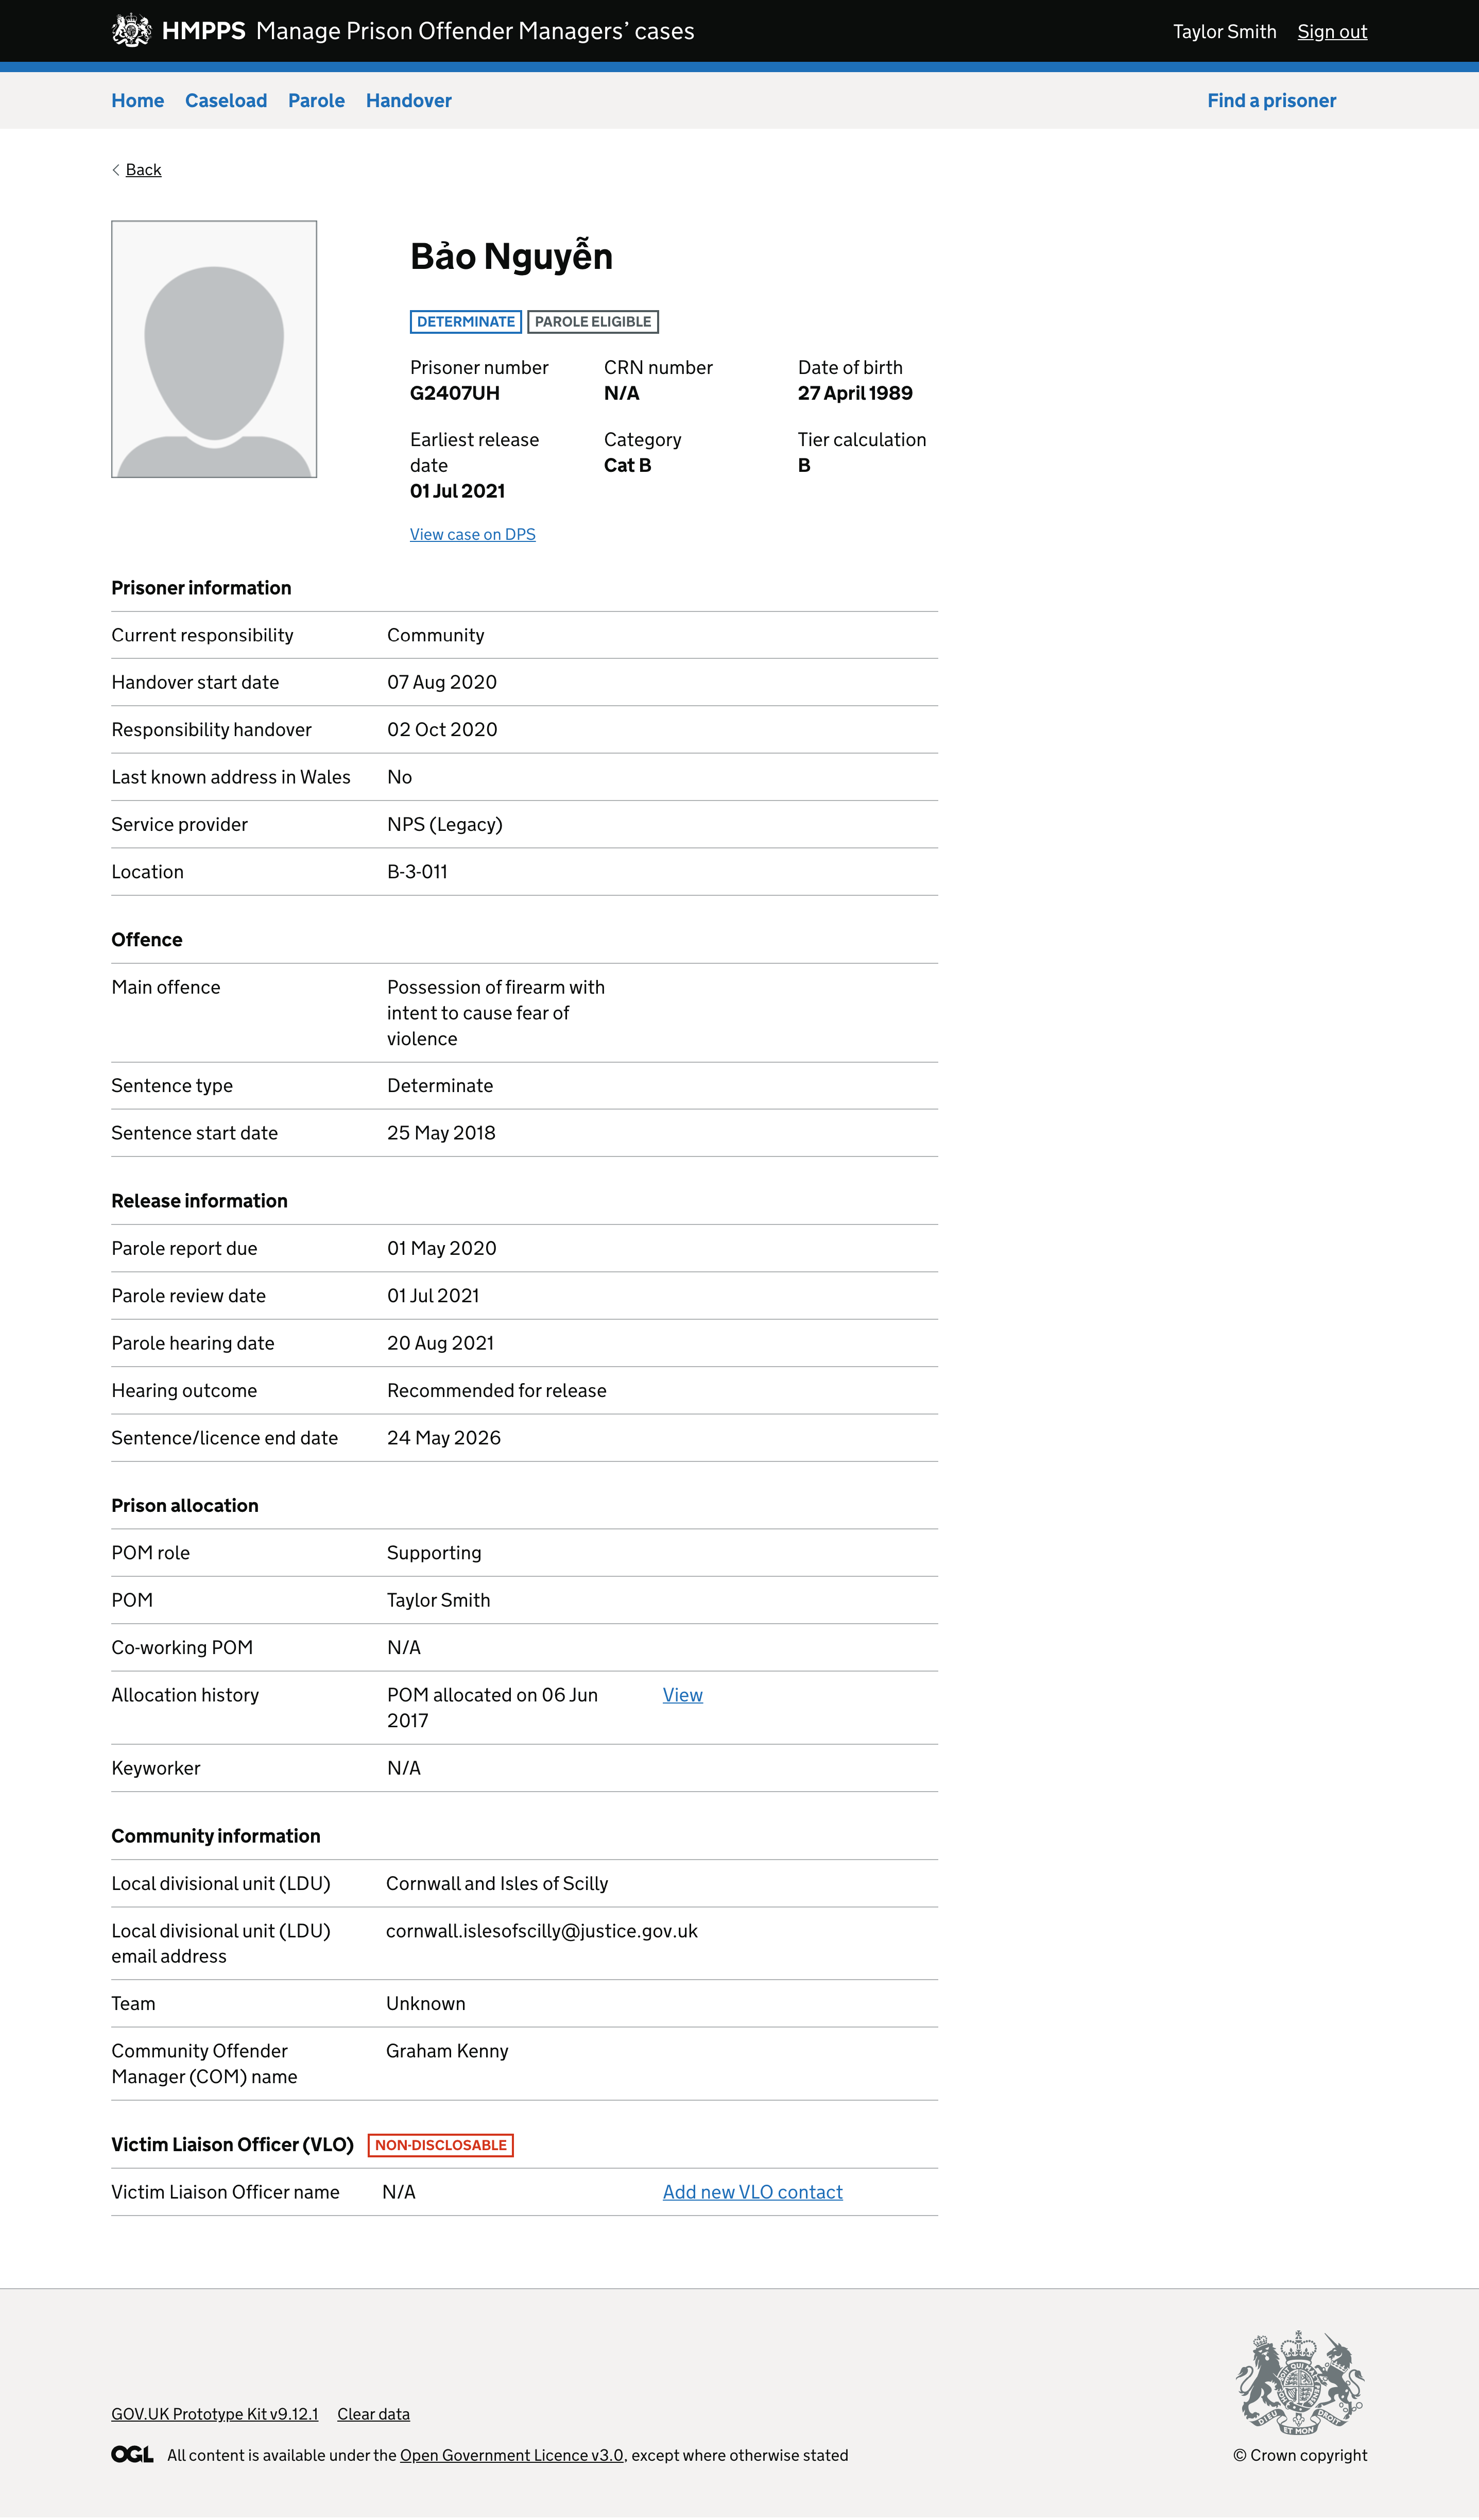 HMPPS Manage Prison Offender Managers’ cases Taylor Smith Sign out
Home Caseload Parole Handover Find a prisoner
Back
Bảo Nguyễn
DETERMINATE PAROLE ELIGIBLE
Prisoner number CRN number Date of birth
G2407UH N/A 27 April 1989
Earliest release Category Tier calculation
date Cat B B
01 Jul 2021
View case on DPS
Prisoner information
Current responsibility Community
Handover start date 07 Aug 2020
Responsibility handover 02 Oct 2020
Last known address in Wales No
Service provider NPS (Legacy)
Location B-3-011
Offence
Main offence Possession of firearm with
intent to cause fear of
violence
Sentence type Determinate
Sentence start date 25 May 2018
Release information
Parole report due 01 May 2020
Parole review date 01 Jul 2021
Parole hearing date 20 Aug 2021
Hearing outcome Recommended for release
Sentence/licence end date 24 May 2026
Prison allocation
POM role Supporting
POM Taylor Smith
Co-working POM N/A
Allocation history POM allocated on 06 Jun View
2017
Keyworker N/A
Community information
Local divisional unit (LDU) Cornwall and Isles of Scilly
Local divisional unit (LDU) cornwall.islesofscilly@justice.gov.uk
email address
Team Unknown
Community Offender Graham Kenny
Manager (COM) name
Victim Liaison Officer (VLO) NON-DISCLOSABLE
Victim Liaison Officer name N/A Add new VLO contact
GOV.UK Prototype Kit v9.12.1 Clear data
OGL All content is available under the Open Government Licence v3.0, except where otherwise stated
DIEU ET MON DROIT
© Crown copyright